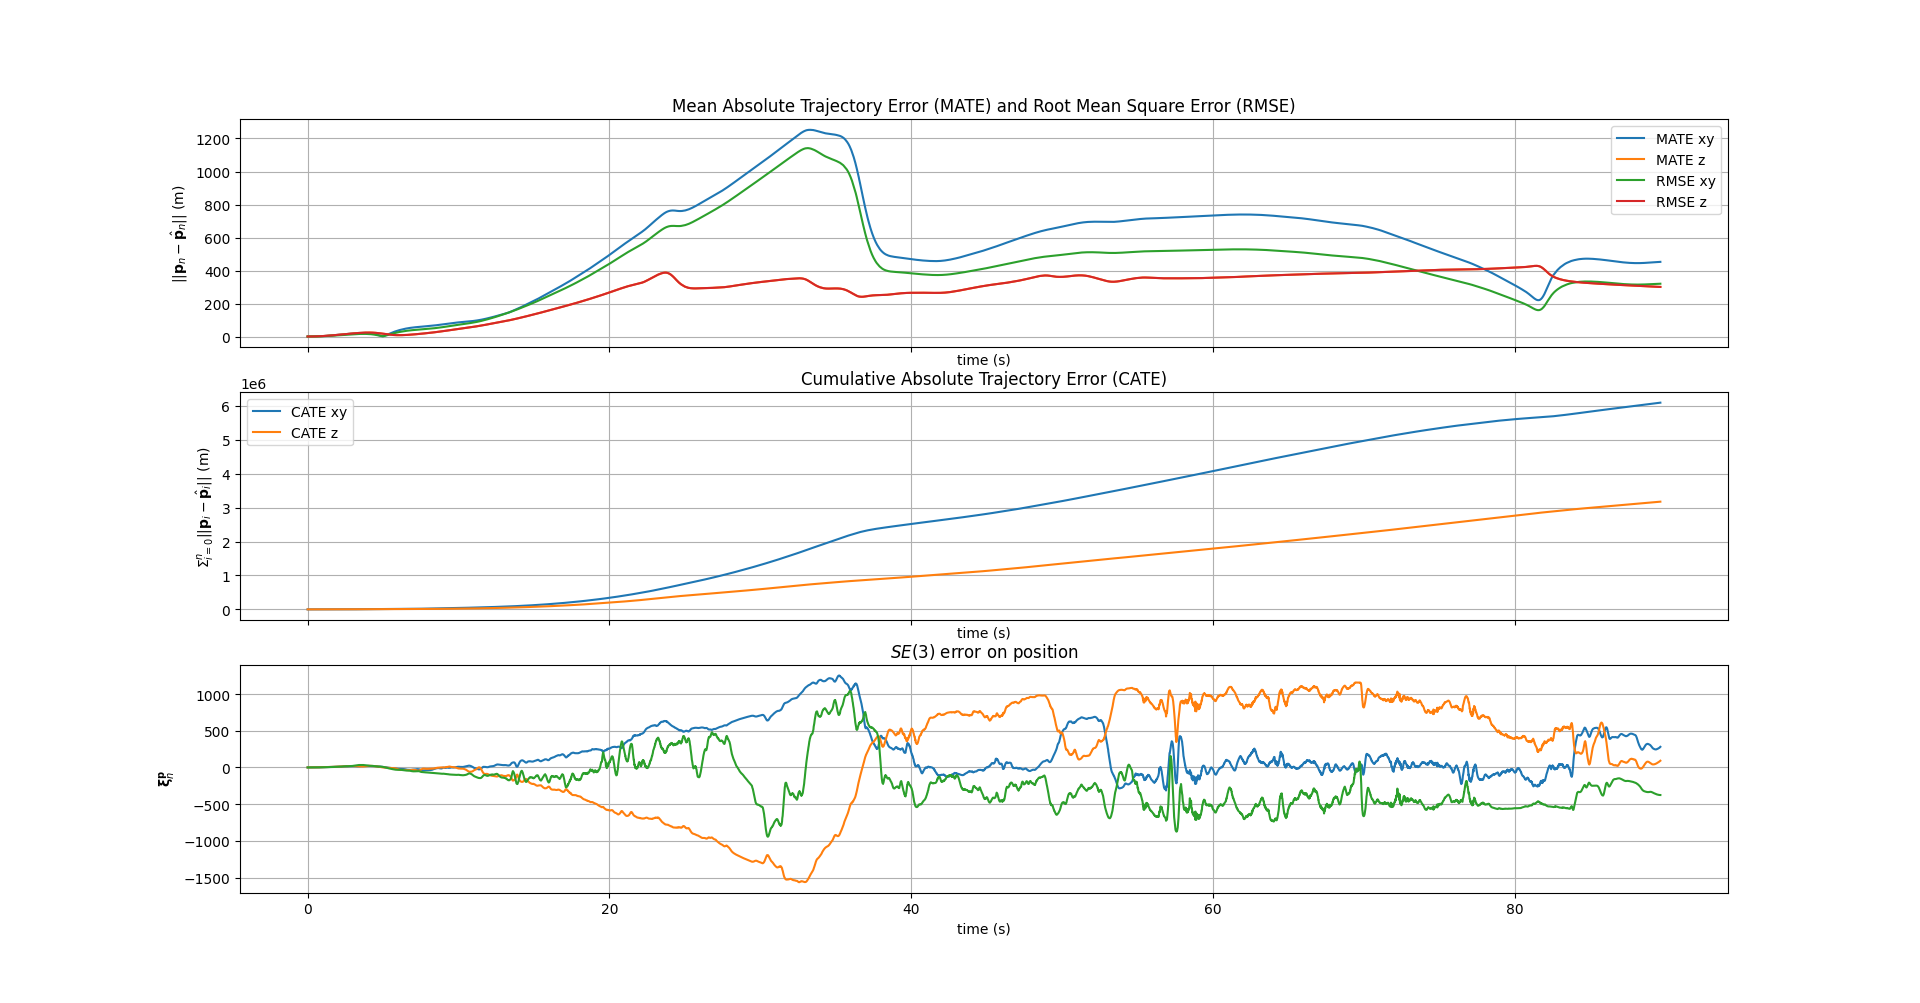 Mean Absolute Trajectory Error (MATE) and Root Mean Square Error (RMSE)
||𝐩ₙ − 𝐩̂ₙ|| (m)
1200
1000
800
600
400
200
0
MATE xy
MATE z
RMSE xy
RMSE z
time (s)
Cumulative Absolute Trajectory Error (CATE)
1e6
Σⁿᵢ₌₀||𝐩ᵢ − 𝐩̂ᵢ|| (m)
6
5
4
3
2
1
0
CATE xy
CATE z
time (s)
SE(3) error on position
𝛏ₙᵖ
1000
500
0
−500
−1000
−1500
0 20 40 60 80
time (s)